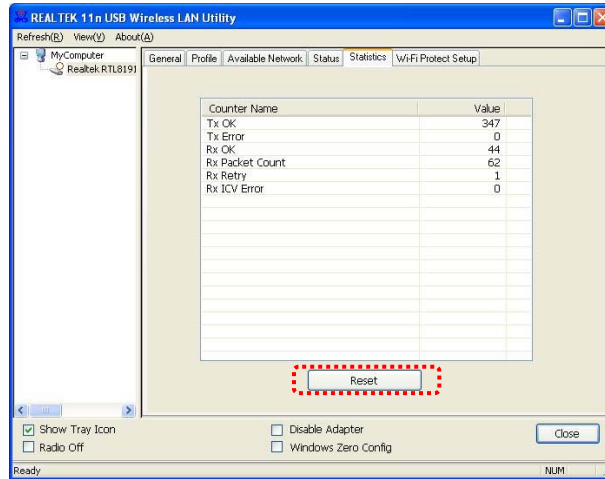 REALTEK 11n USB Wireless LAN Utility
Refresh(R) View(V) About(A)
MyComputer
Realtek RTL8191
General Profile Available Network Status Statistics Wi-Fi Protect Setup
Counter Name Value
Tx OK 347
Tx Error 0
Rx OK 44
Rx Packet Count 62
Rx Retry 1
Rx ICV Error 0
Reset
Show Tray Icon Disable Adapter
Radio Off Windows Zero Config
Close
Ready NUM